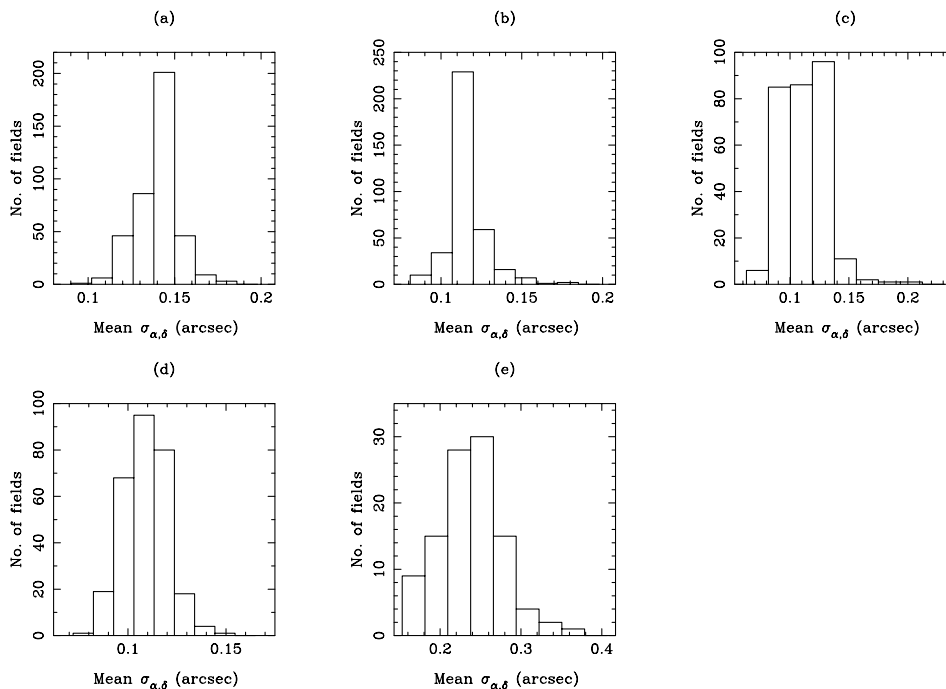 (a)
No. of fields
0 50 100 150 200
0.1 0.15 0.2
Mean σα,δ (arcsec)
(b)
No. of fields
0 50 100 150 200 250
0.1 0.15 0.2
Mean σα,δ (arcsec)
(c)
No. of fields
0 20 40 60 80 100
0.1 0.15 0.2
Mean σα,δ (arcsec)
(d)
No. of fields
0 20 40 60 80 100
0.1 0.15
Mean σα,δ (arcsec)
(e)
No. of fields
0 10 20 30
0.2 0.3 0.4
Mean σα,δ (arcsec)